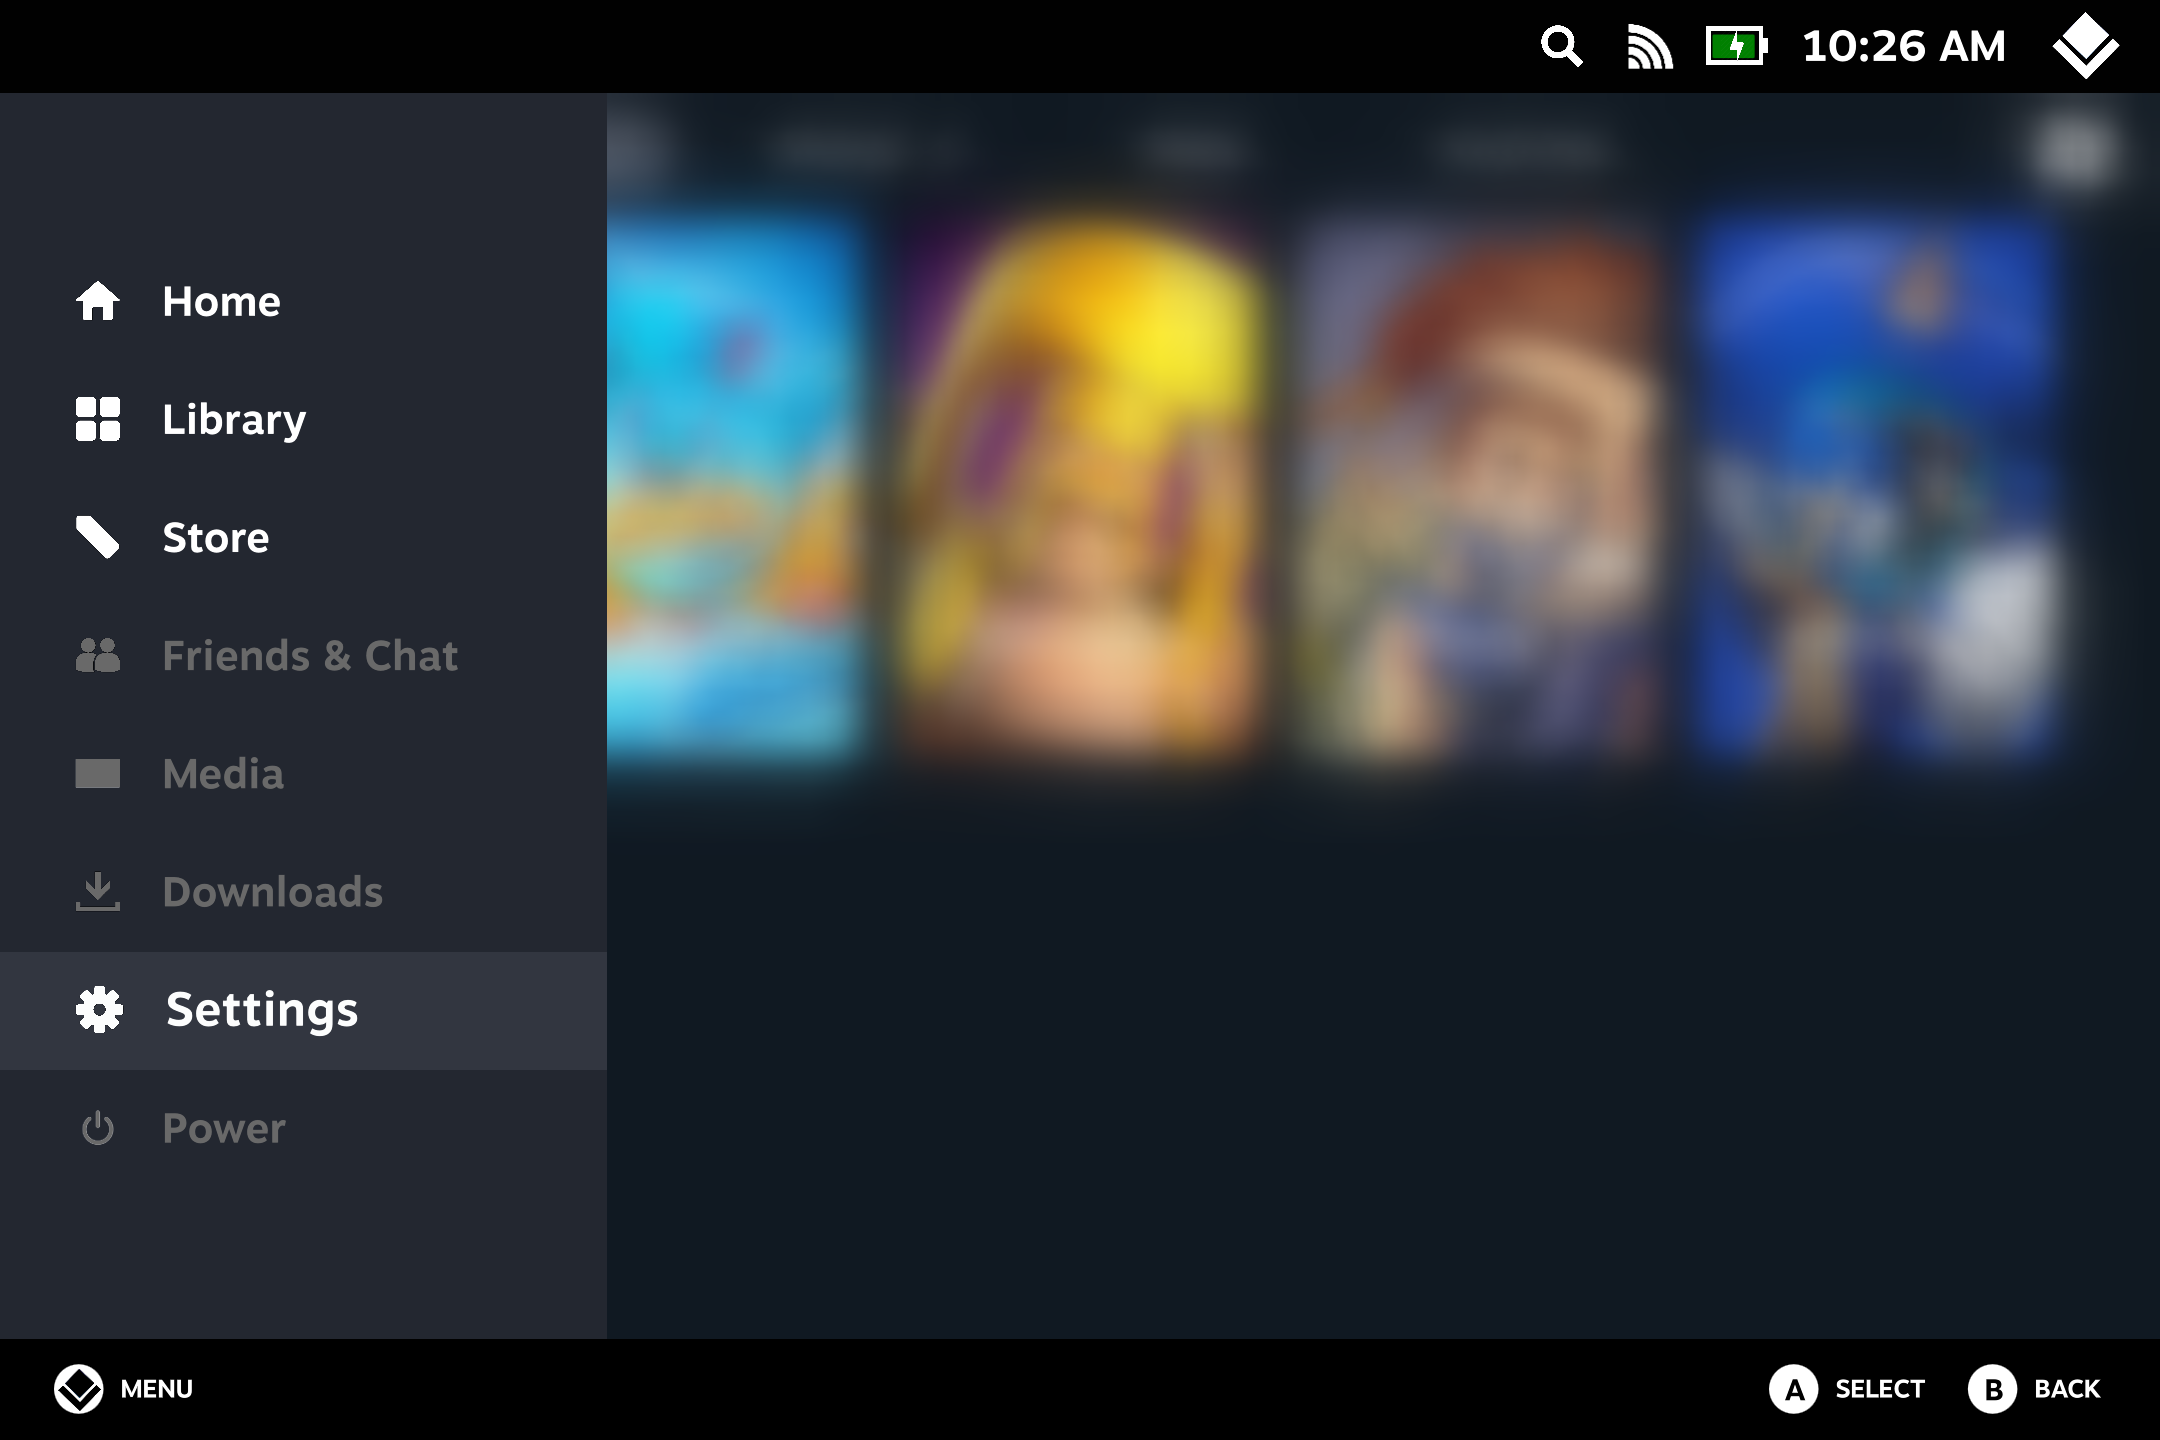 10:26 AM
Home
Library
Store
Friends & Chat
Media
Downloads
Settings
Power
MENU
A SELECT B BACK